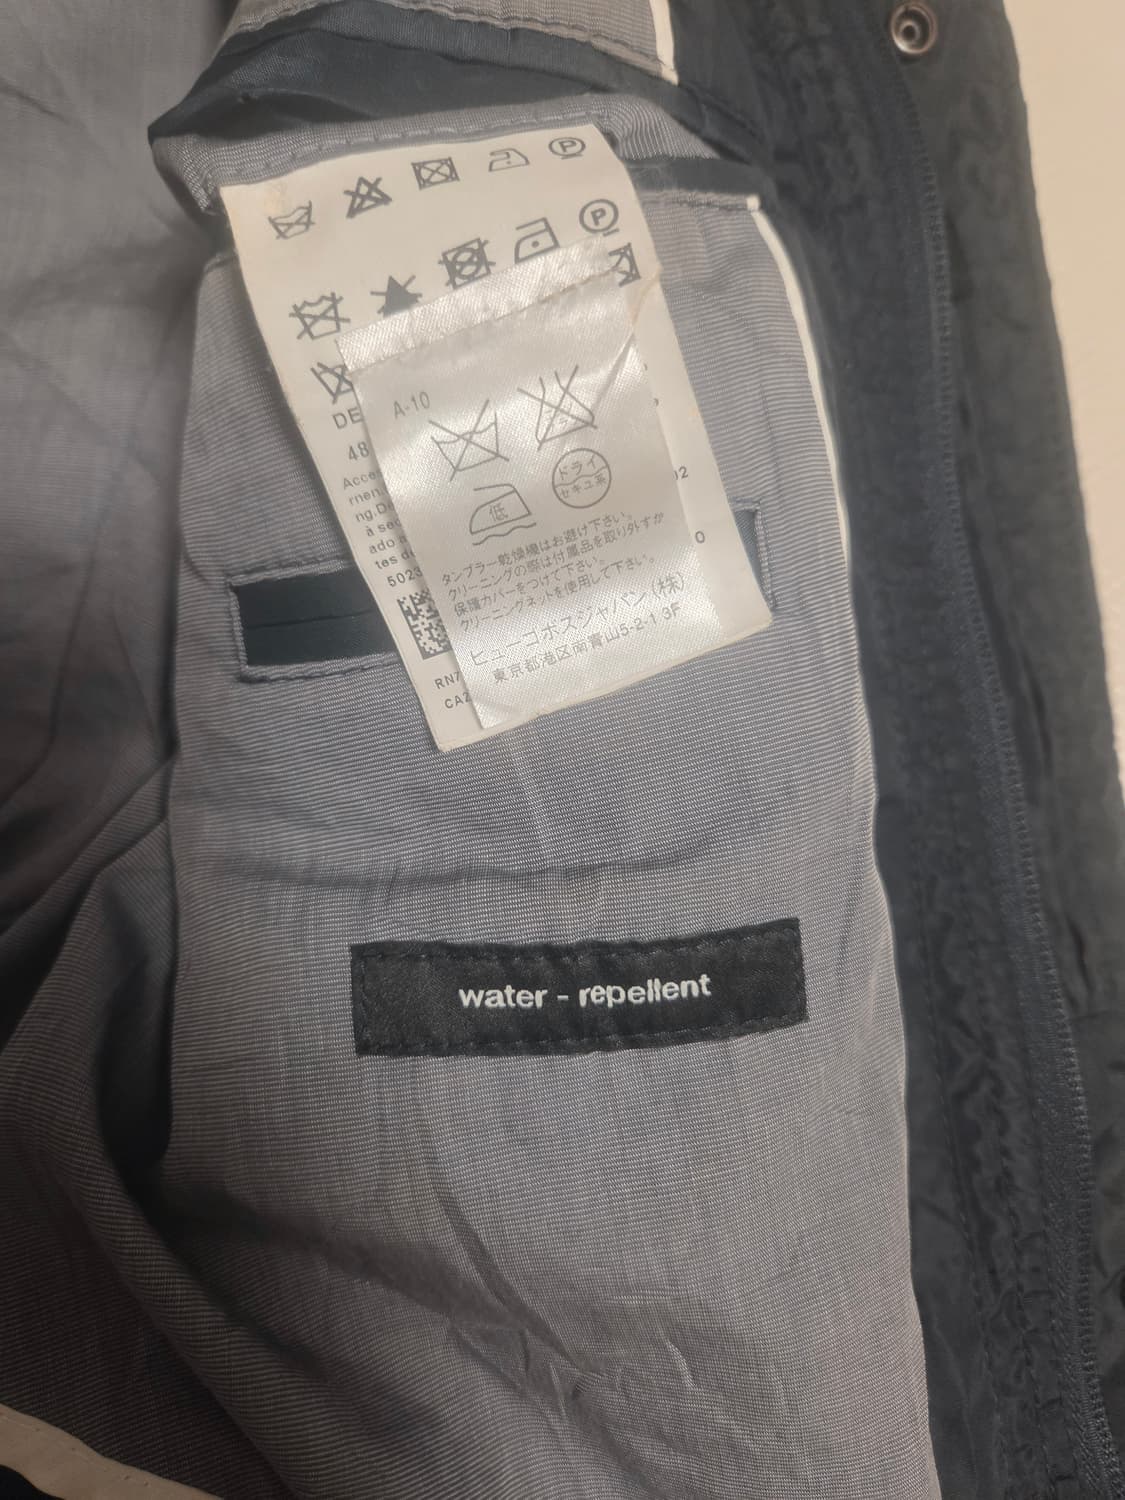 P
P
DE
48
Acce
rnen.
ng.D
à sec
ado a
tes de
502
RN7
CA2
02
0
A-10
ドライ
セキュ系
低
タンブラー乾燥機はお避け下さい。
クリーニングの際は付属品を取り外すか
保護カバーをつけて下さい。
クリーニングネットを使用して下さい。
ヒューゴボスジャパン(株)
東京都港区南青山5-2-1 3F
water - repellent